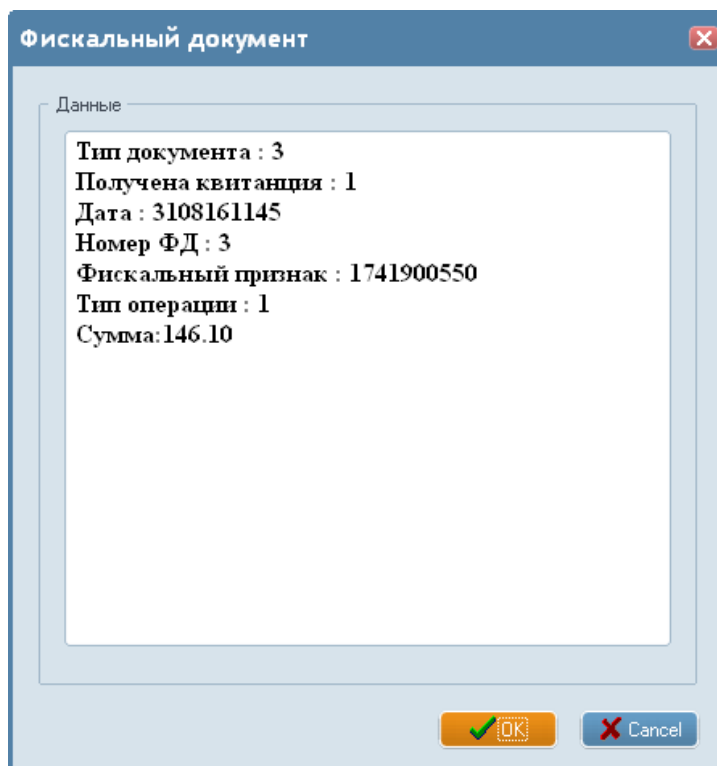 Фискальный документ
Данные
Тип документа : 3
Получена квитанция : 1
Дата : 3108161145
Номер ФД : 3
Фискальный признак : 1741900550
Тип операции : 1
Сумма:146.10
OK
Cancel